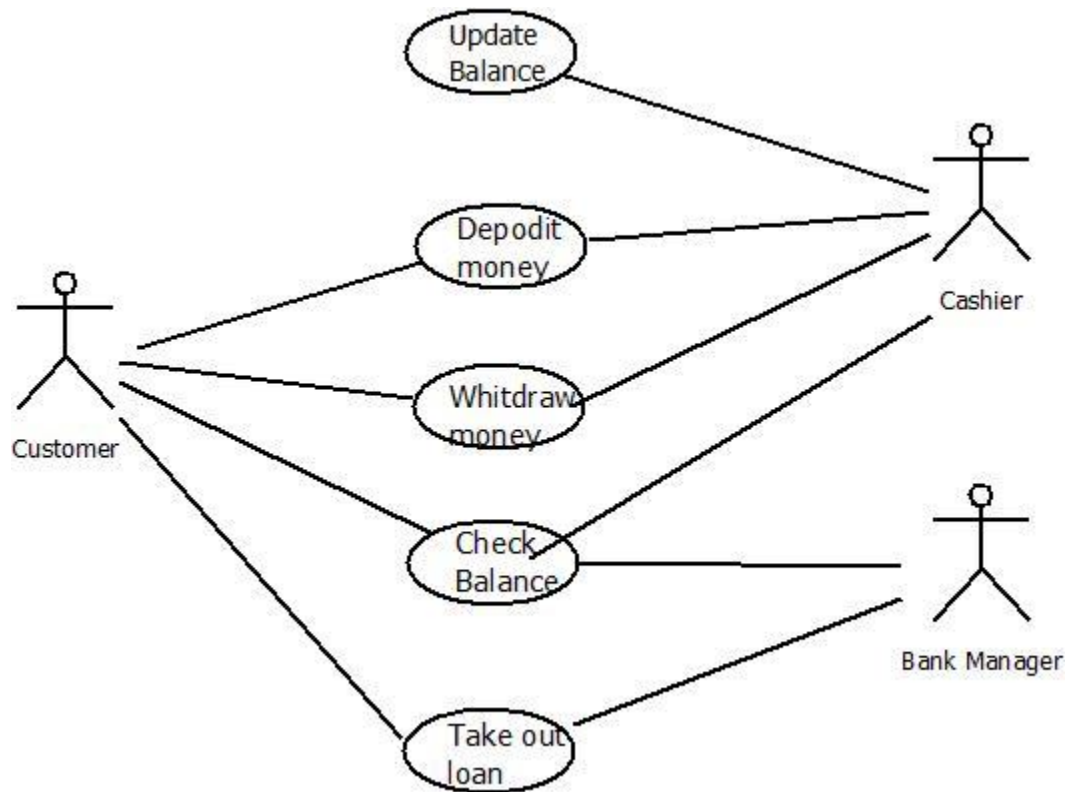 Update
Balance
Depodit
money
Cashier
Whitdraw
money
Customer
Check
Balance
Bank Manager
Take out
loan